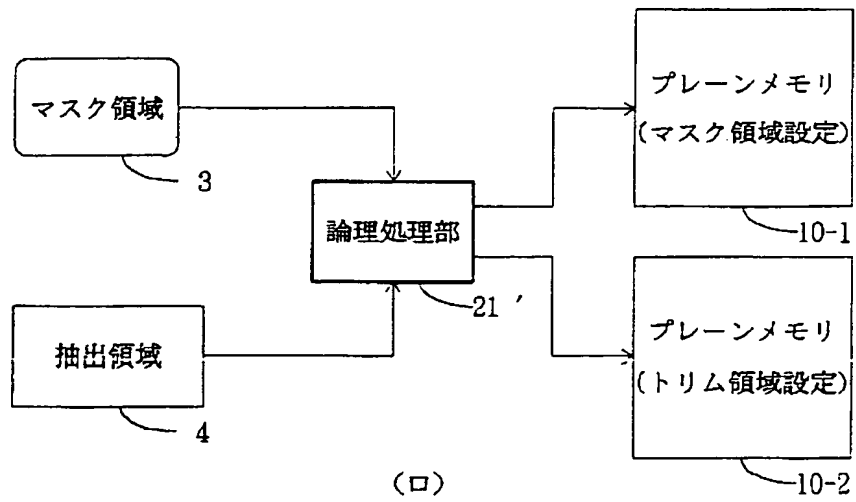 マスク領域
3
抽出領域
4
論理処理部
21 ′
プレーンメモリ
(マスク領域設定)
10-1
プレーンメモリ
(トリム領域設定)
10-2
(ロ)